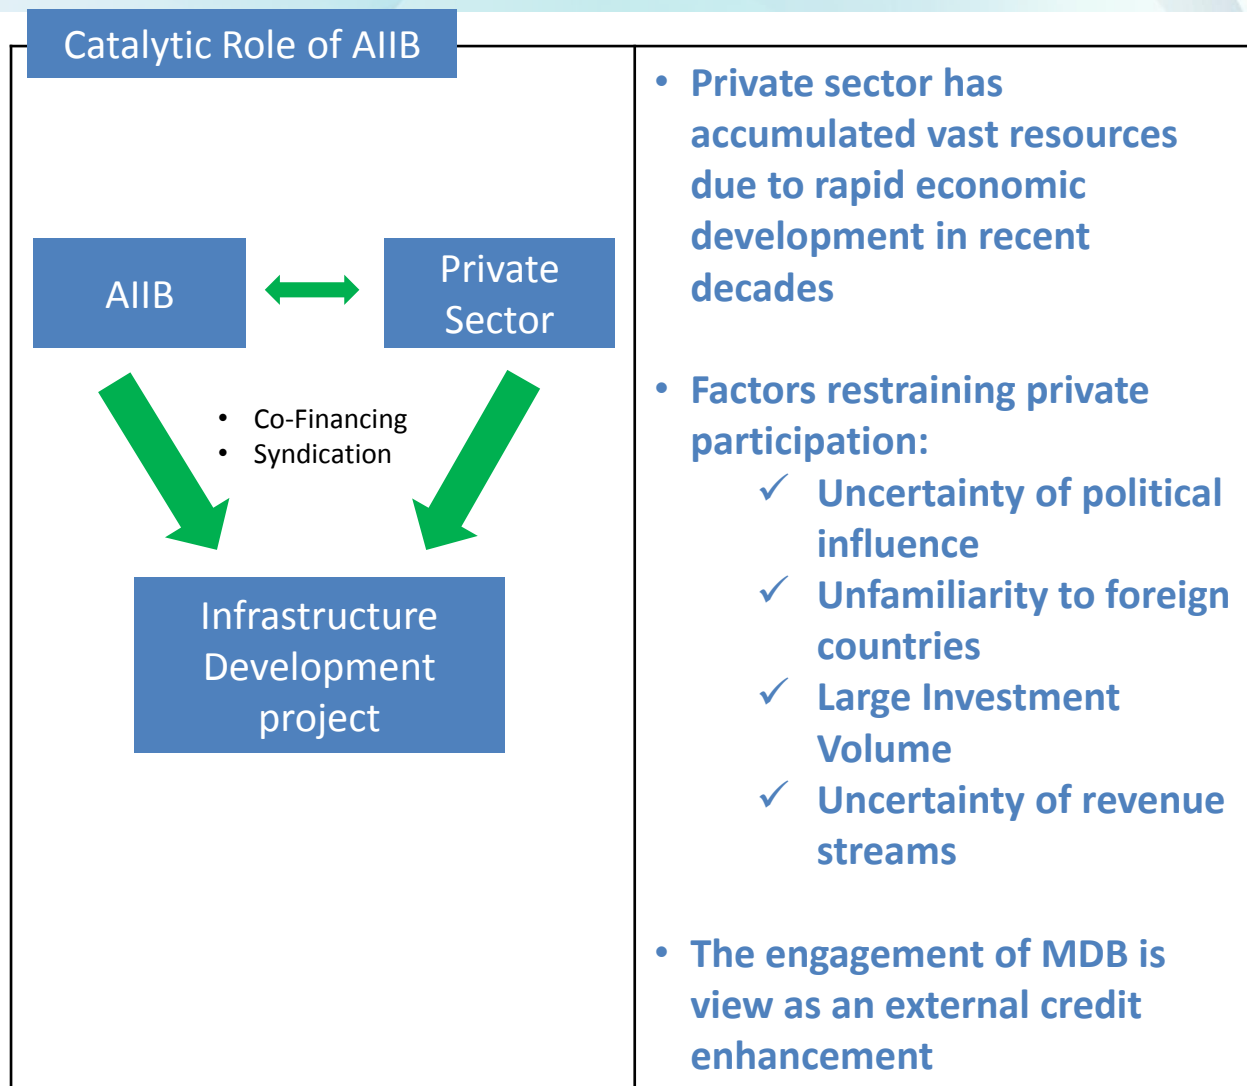 Catalytic Role of AIIB
AIIB
Private
Sector
• Co-Financing
• Syndication
Infrastructure
Development
project
• Private sector has
accumulated vast resources
due to rapid economic
development in recent
decades
• Factors restraining private
participation:
✓ Uncertainty of political
influence
✓ Unfamiliarity to foreign
countries
✓ Large Investment
Volume
✓ Uncertainty of revenue
streams
• The engagement of MDB is
view as an external credit
enhancement